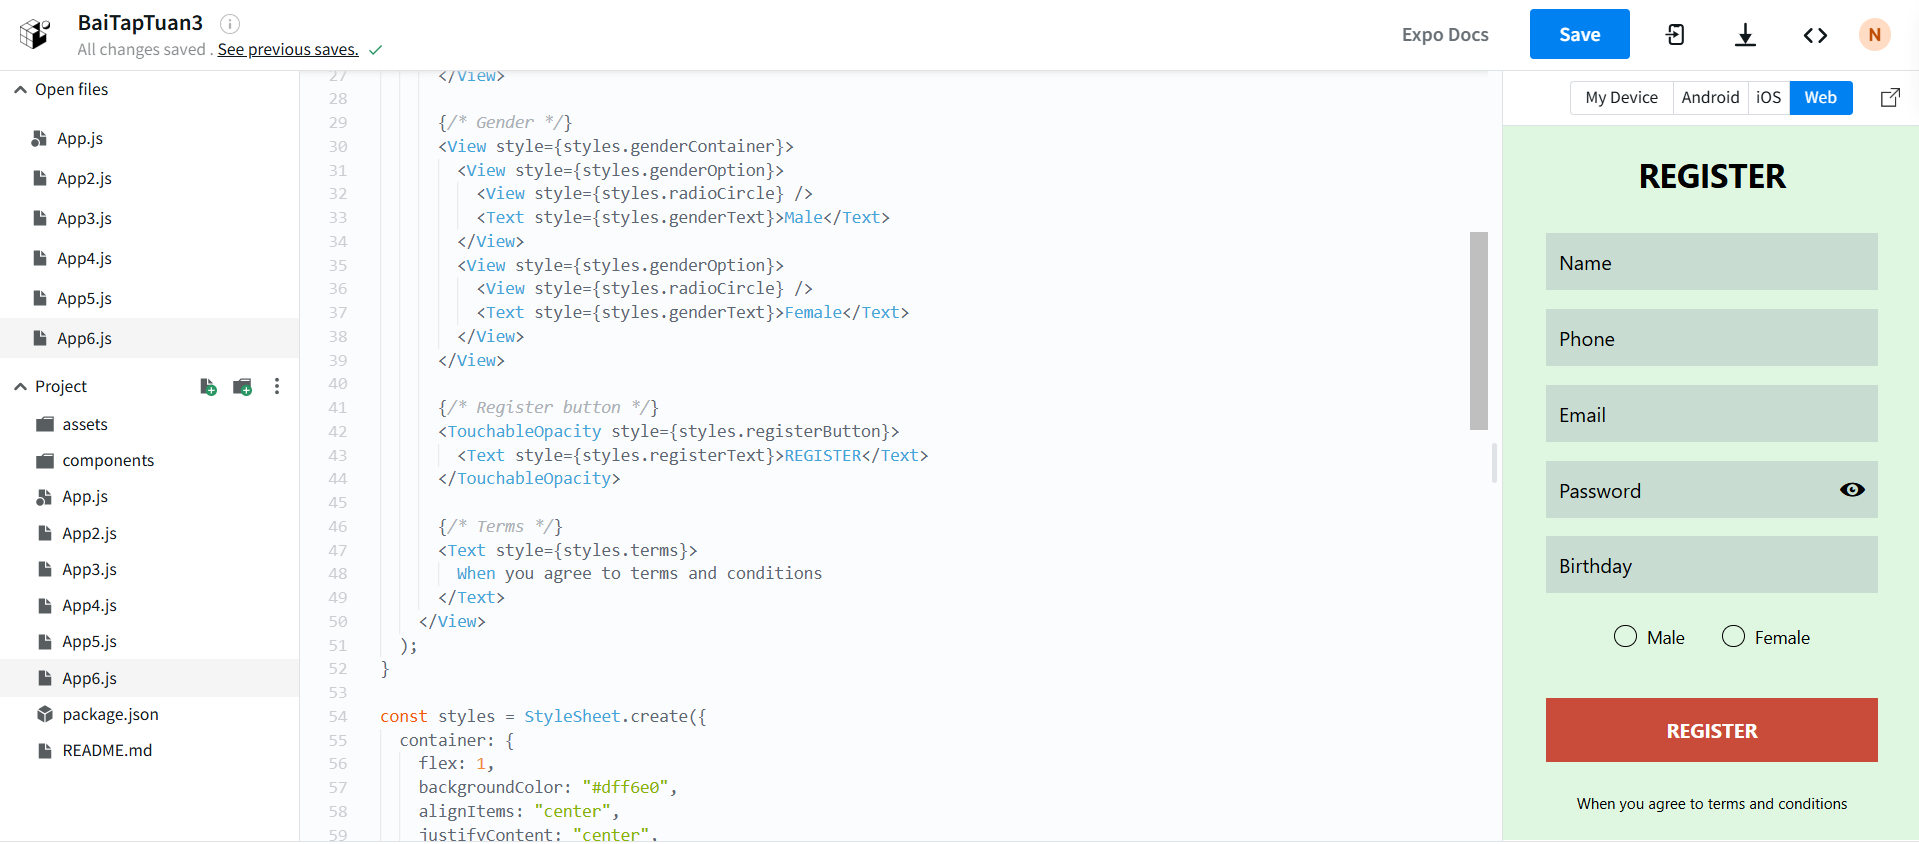 BaiTapTuan3
All changes saved . See previous saves.
Expo Docs
Save
N
Open files
App.js
App2.js
App3.js
App4.js
App5.js
App6.js
Project
assets
components
App.js
App2.js
App3.js
App4.js
App5.js
App6.js
package.json
README.md
27 </View>
28
29 {/* Gender */}
30 <View style={styles.genderContainer}>
31 <View style={styles.genderOption}>
32 <View style={styles.radioCircle} />
33 <Text style={styles.genderText}>Male</Text>
34 </View>
35 <View style={styles.genderOption}>
36 <View style={styles.radioCircle} />
37 <Text style={styles.genderText}>Female</Text>
38 </View>
39 </View>
40
41 {/* Register button */}
42 <TouchableOpacity style={styles.registerButton}>
43 <Text style={styles.registerText}>REGISTER</Text>
44 </TouchableOpacity>
45
46 {/* Terms */}
47 <Text style={styles.terms}>
48 When you agree to terms and conditions
49 </Text>
50 </View>
51 );
52 }
53
54 const styles = StyleSheet.create({
55 container: {
56 flex: 1,
57 backgroundColor: "#dff6e0",
58 alignItems: "center",
59 justifyContent: "center",
My Device
Android
iOS
Web
REGISTER
Name
Phone
Email
Password
Birthday
Male
Female
REGISTER
When you agree to terms and conditions